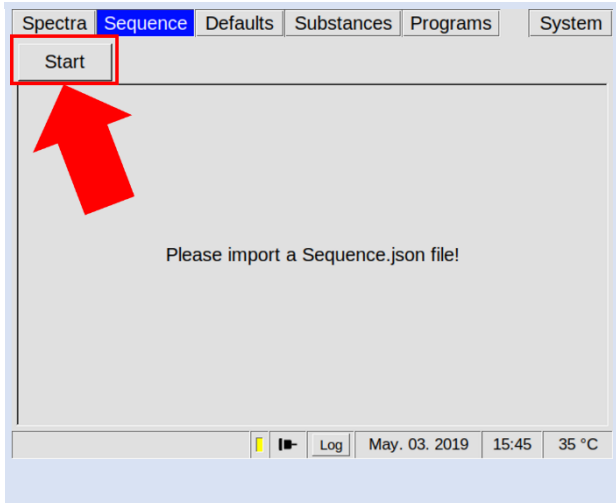 Spectra Sequence Defaults Substances Programs System
Start
Please import a Sequence.json file!
Log May. 03. 2019 15:45 35 °C